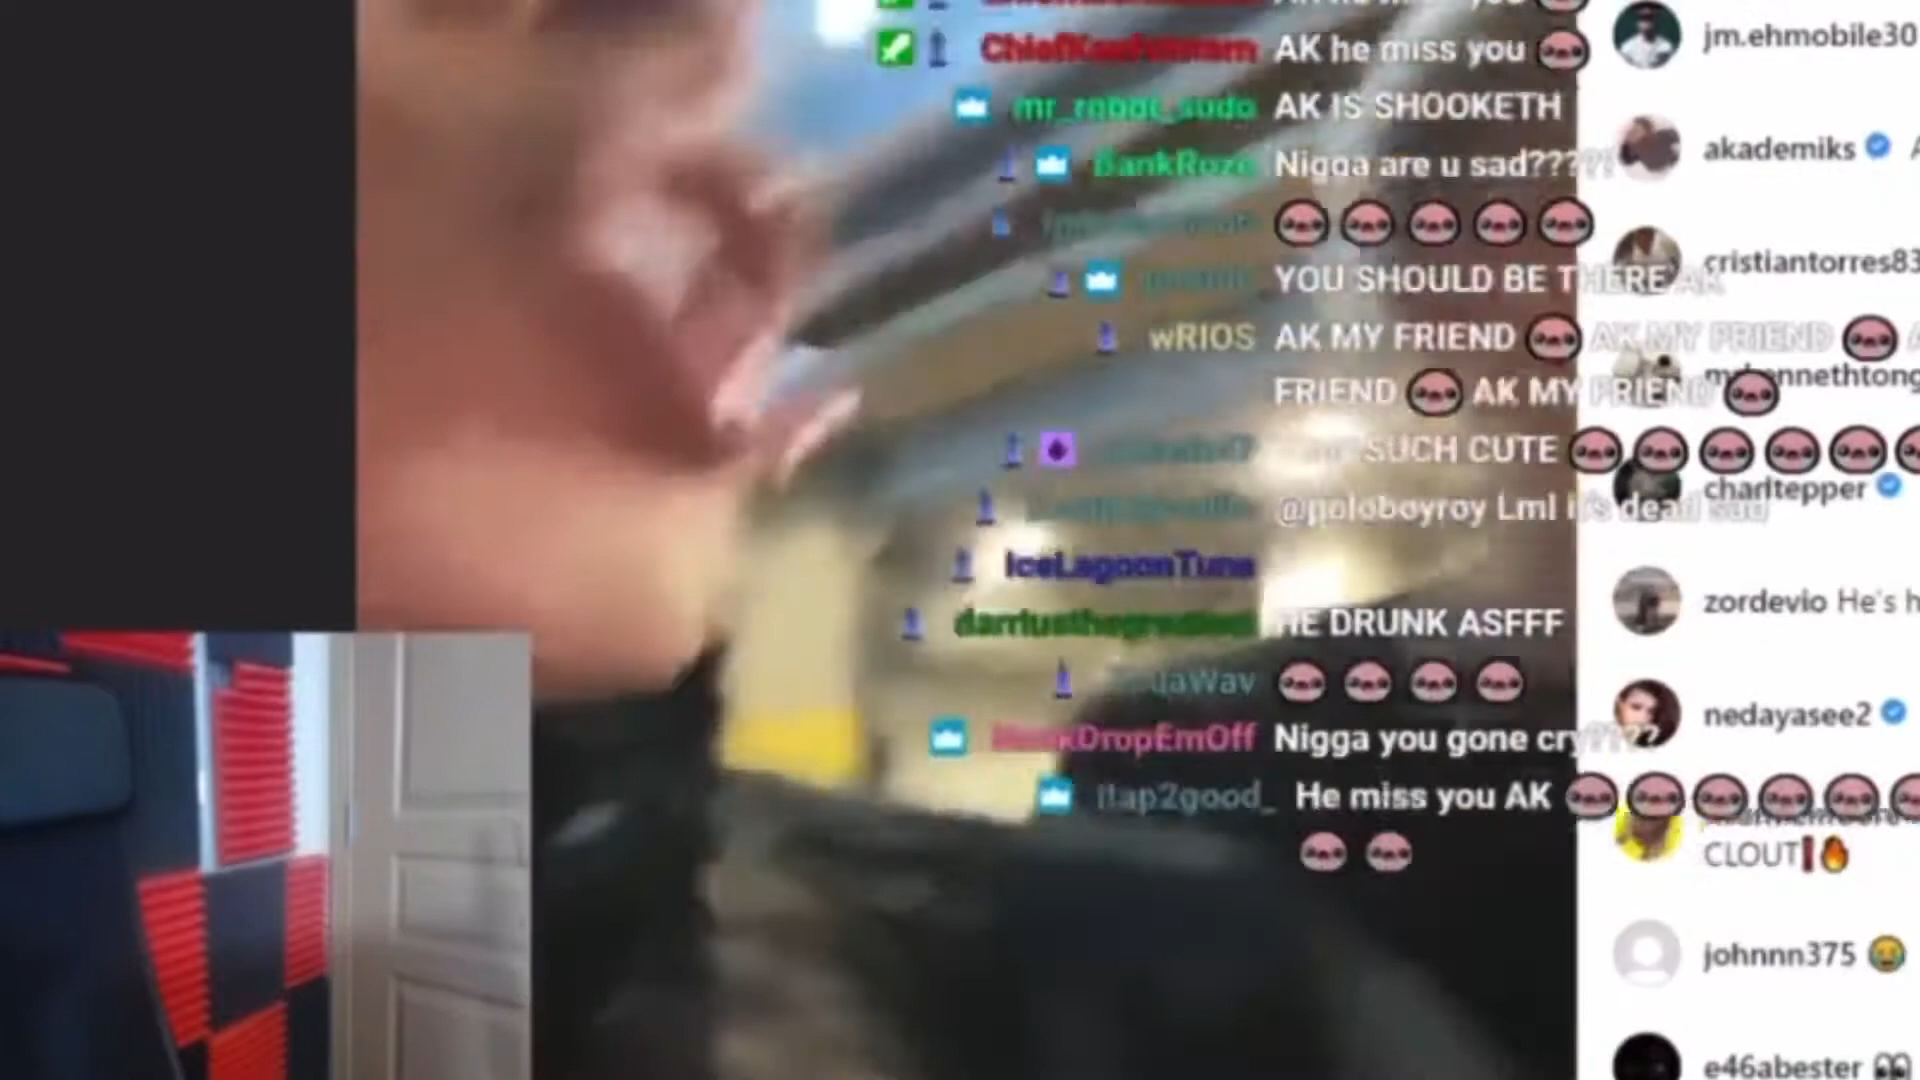 AK he miss you
jm.ehmobile30
mr_robot_sudo AK IS SHOOKETH
akademiks
BankRoze Nigga are u sad?????
cristiantorres83
YOU SHOULD BE THERE AK
wRIOS AK MY FRIEND AK MY FRIEND
FRIEND AK MY FRIEND
SUCH CUTE
charltepper
@poloboyroy Lml it's dead sad
IceLagoonTuna
HE DRUNK ASFFF
zordevio He's h
nedayasee2
DropEmOff Nigga you gone cry????
itap2good_ He miss you AK
CLOUT
johnnn375
e46abester